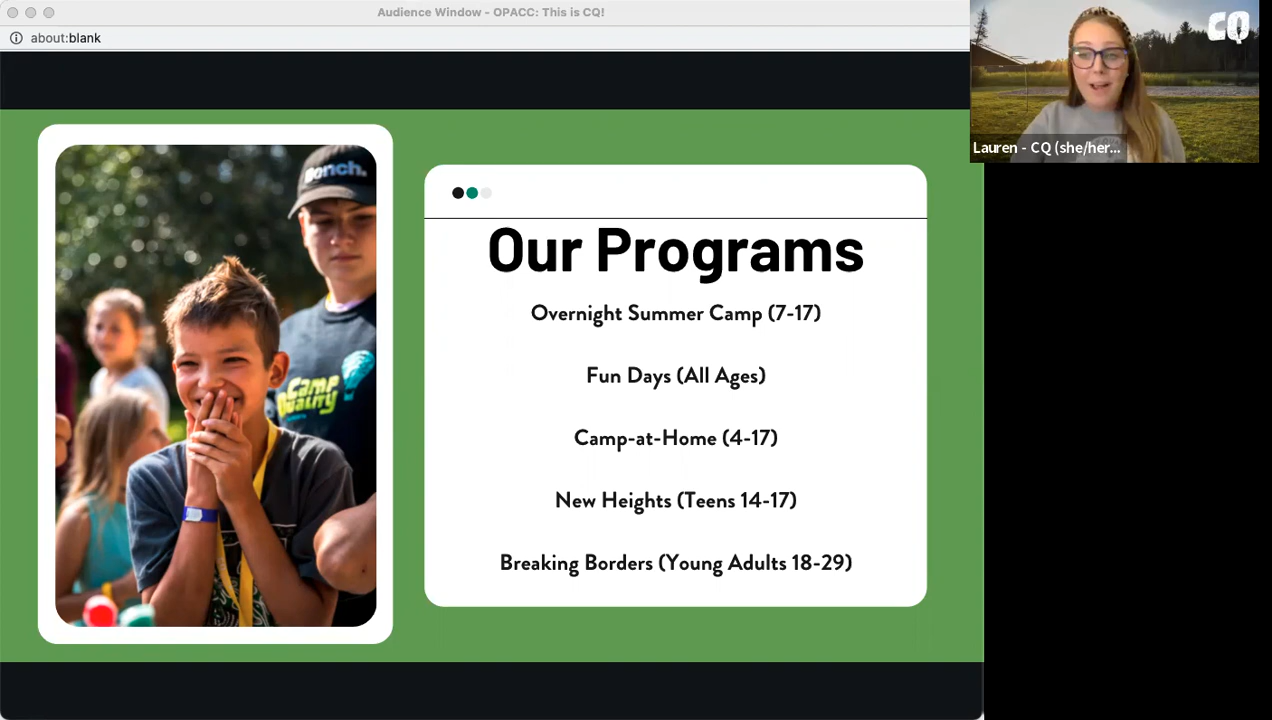 Audience Window - OPACC: This is CQ!
about:blank
CQ
Lauren - CQ (she/her...
Bench.
Camp
Quality
Our Programs
Overnight Summer Camp (7-17)
Fun Days (All Ages)
Camp-at-Home (4-17)
New Heights (Teens 14-17)
Breaking Borders (Young Adults 18-29)